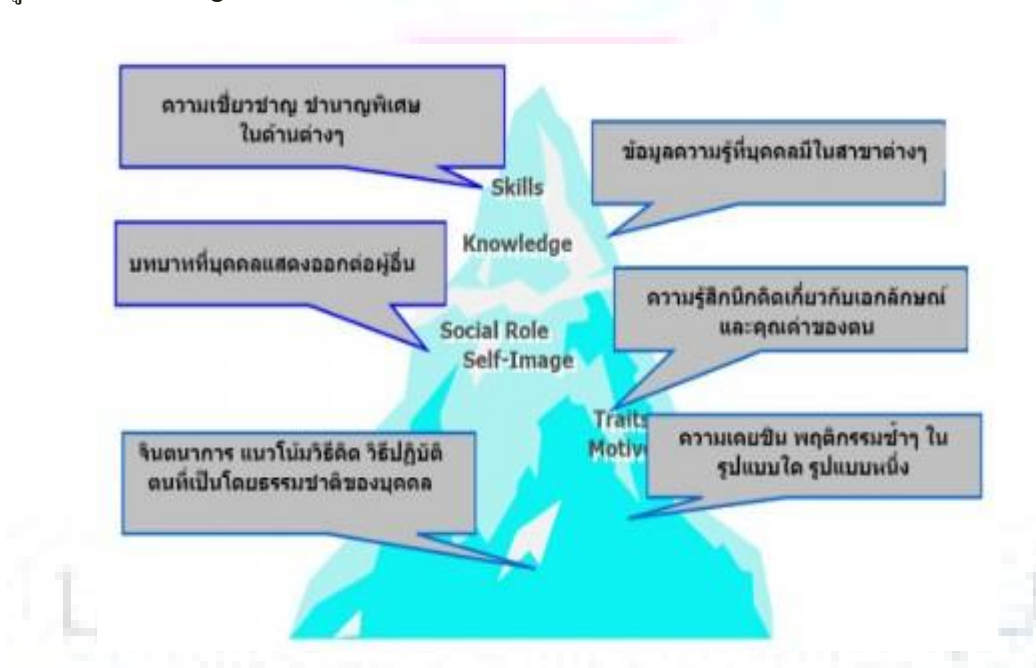 ความเชี่ยวชาญ ชำนาญพิเศษ
ในด้านต่างๆ
ข้อมูลความรู้ที่บุคคลมีในสาขาต่างๆ
Skills
Knowledge
บทบาทที่บุคคลแสดงออกต่อผู้อื่น
ความรู้สึกนึกคิดเกี่ยวกับเอกลักษณ์
และคุณค่าของตน
Social Role
Self-Image
Traits
Motive
ความเคยชิน พฤติกรรมซ้ำๆ ใน
รูปแบบใด รูปแบบหนึ่ง
จินตนาการ แนวโน้มวิธีคิด วิธีปฏิบัติ
ตนที่เป็นโดยธรรมชาติของบุคคล